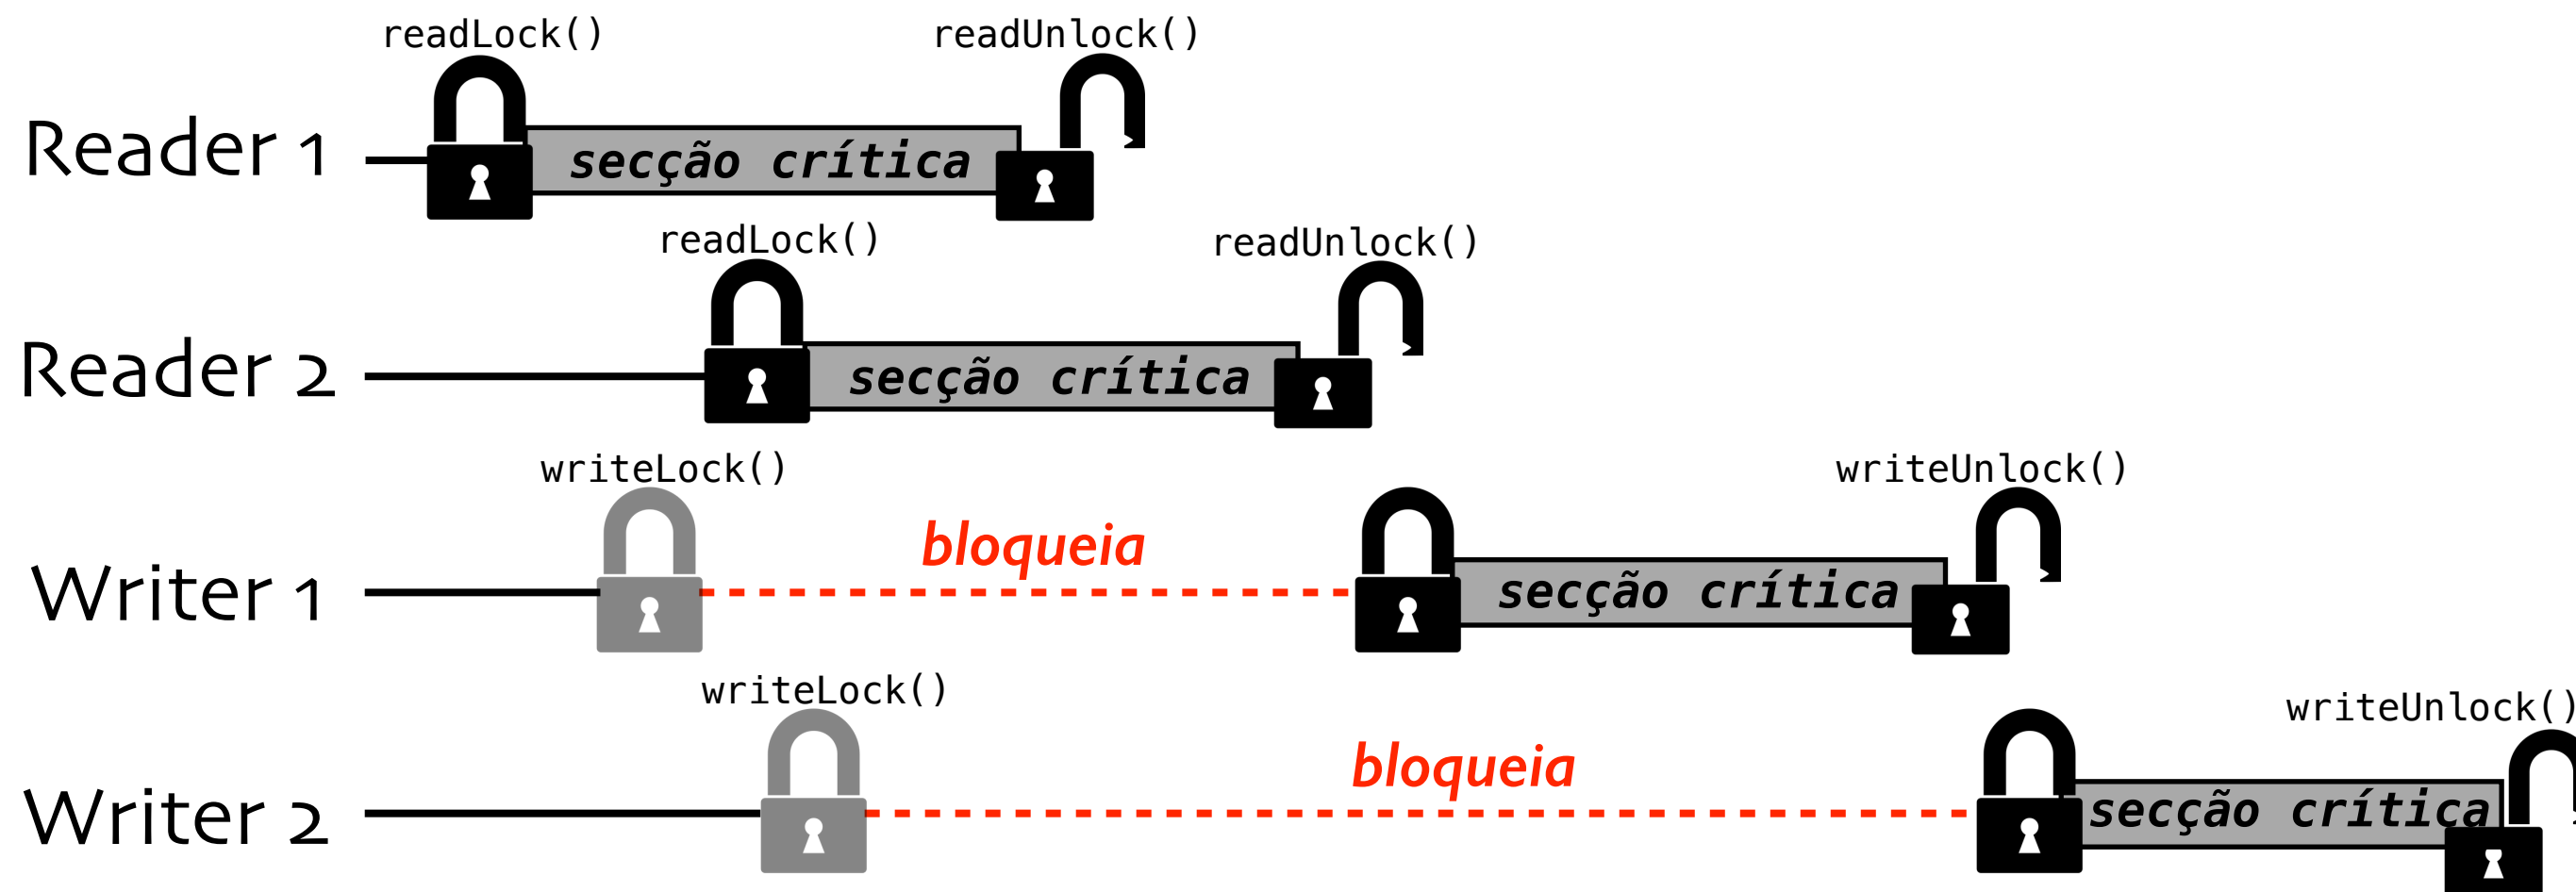 readLock() readUnlock()
Reader 1 secção crítica
readLock() readUnlock()
Reader 2 secção crítica
writeLock() writeUnlock()
bloqueia
Writer 1 secção crítica
writeLock() writeUnlock()
bloqueia
Writer 2 secção crítica